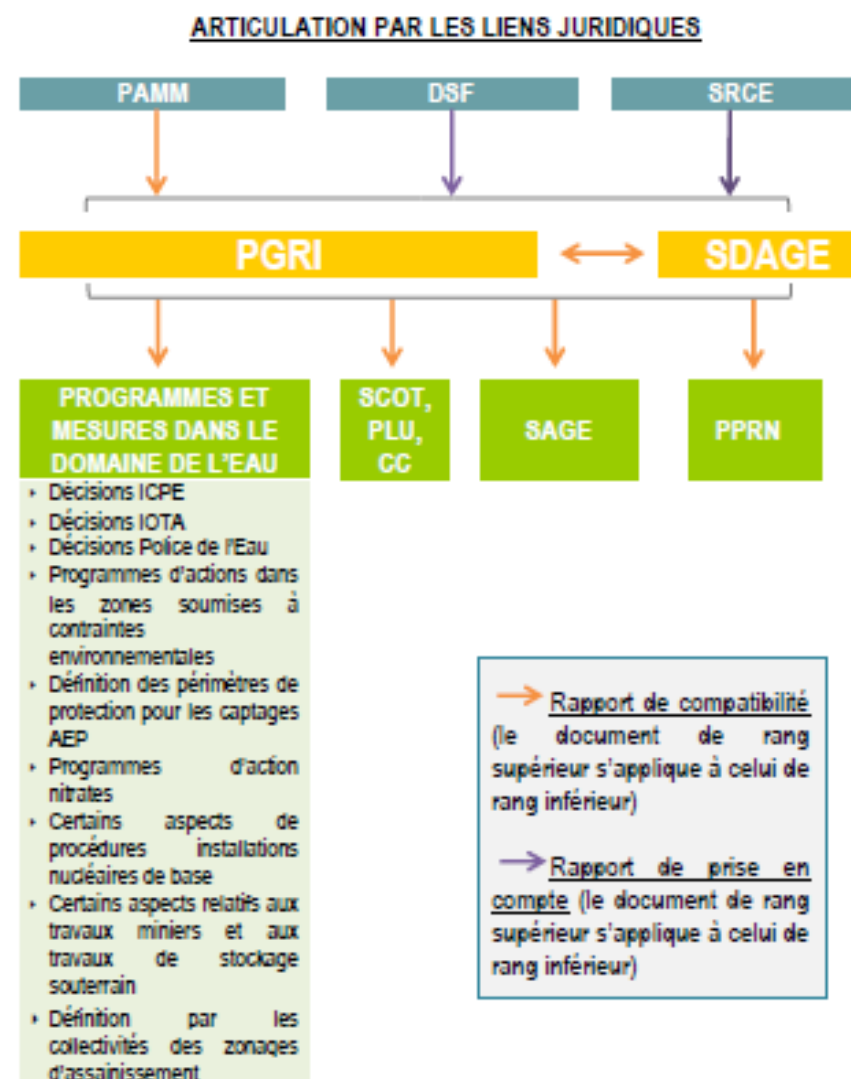 ARTICULATION PAR LES LIENS JURIDIQUES
PAMM
DSF
SRCE
PGRI
SDAGE
PROGRAMMES ET
MESURES DANS LE
DOMAINE DE L'EAU
SCOT,
PLU,
CC
SAGE
PPRN
‣ Décisions ICPE
‣ Décisions IOTA
‣ Décisions Police de l'Eau
‣ Programmes d'actions dans
les zones soumises à
contraintes
environnementales
‣ Définition des périmètres de
protection pour les captages
AEP
‣ Programmes d'action
nitrates
‣ Certains aspects de
procédures installations
nucléaires de base
‣ Certains aspects relatifs aux
travaux miniers et aux
travaux de stockage
souterrain
‣ Définition par les
collectivités des zonages
d'assainissement
Rapport de compatibilité
(le document de rang
supérieur s'applique à celui de
rang inférieur)
Rapport de prise en
compte (le document de rang
supérieur s'applique à celui de
rang inférieur)